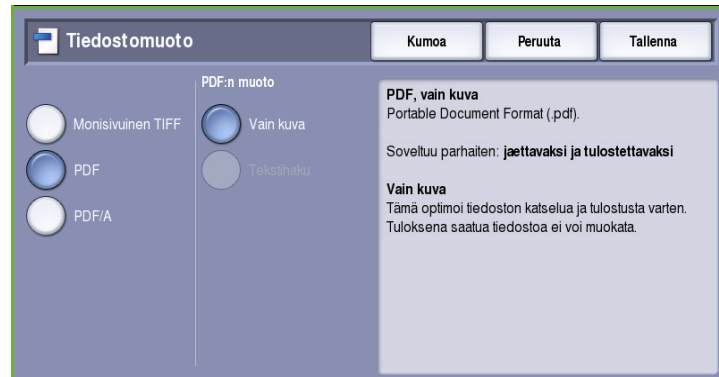 Tiedostomuoto
Kumoa
Peruuta
Tallenna
Monisivuinen TIFF
PDF
PDF/A
PDF:n muoto
Vain kuva
Tekstihaku
PDF, vain kuva
Portable Document Format (.pdf).
Soveltuu parhaiten: jaettavaksi ja tulostettavaksi
Vain kuva
Tämä optimoi tiedoston katselua ja tulostusta varten.
Tuloksena saatua tiedostoa ei voi muokata.